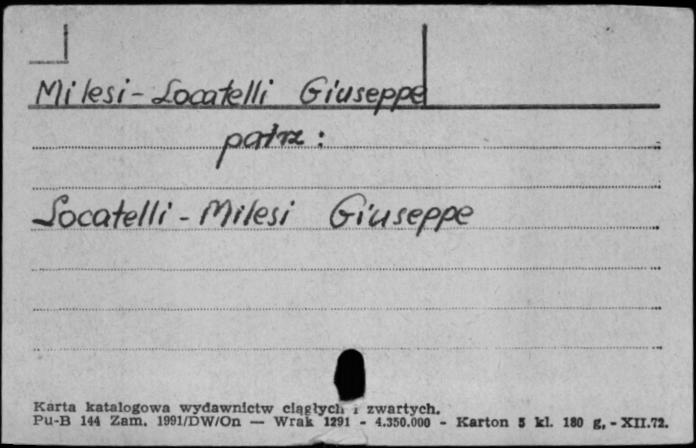 Milesi-Locatelli Giuseppe
patrz:
Locatelli-Milesi Giuseppe
Karta katalogowa wydawnictw ciągłych i zwartych.
Pu-B 144 Zam. 1991/DW/On — Wrak 1291 - 4.350.000 - Karton 5 kl. 180 g, - XII.72.